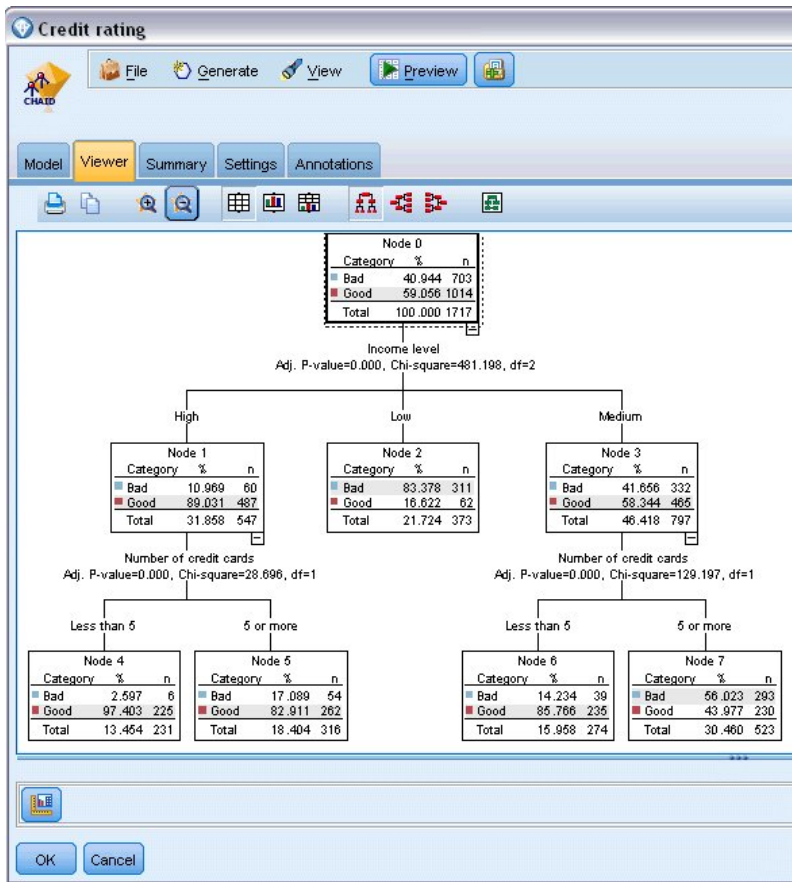 Credit rating
CHAID
File Generate View Preview
Model Viewer Summary Settings Annotations
Node 0
Category % n
Bad 40.944 703
Good 59.056 1014
Total 100.000 1717
Income level
Adj. P-value=0.000, Chi-square=481.198, df=2
High Low Medium
Node 1
Category % n
Bad 10.969 60
Good 89.031 487
Total 31.858 547
Node 2
Category % n
Bad 83.378 311
Good 16.622 62
Total 21.724 373
Node 3
Category % n
Bad 41.656 332
Good 58.344 465
Total 46.418 797
Number of credit cards
Adj. P-value=0.000, Chi-square=28.696, df=1
Number of credit cards
Adj. P-value=0.000, Chi-square=129.197, df=1
Less than 5 5 or more
Less than 5 5 or more
Node 4
Category % n
Bad 2.597 6
Good 97.403 225
Total 13.454 231
Node 5
Category % n
Bad 17.089 54
Good 82.911 262
Total 18.404 316
Node 6
Category % n
Bad 14.234 39
Good 85.766 235
Total 15.958 274
Node 7
Category % n
Bad 56.023 293
Good 43.977 230
Total 30.460 523
OK Cancel